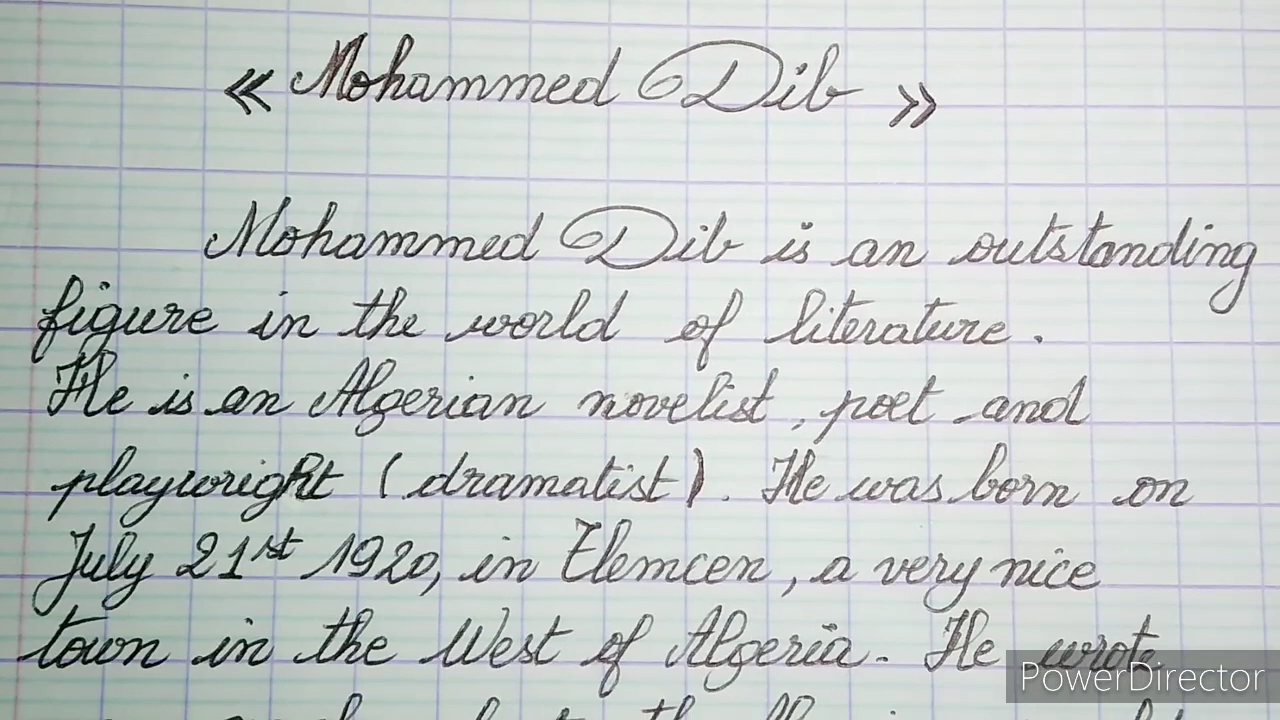 « Mohammed Dib »
Mohammed Dib is an outstanding
figure in the world of literature.
He is an Algerian novelist, poet and
playwright (dramatist). He was born on
July 21st 1920, in Tlemcen, a very nice
town in the West of Algeria. He wrote
PowerDirector